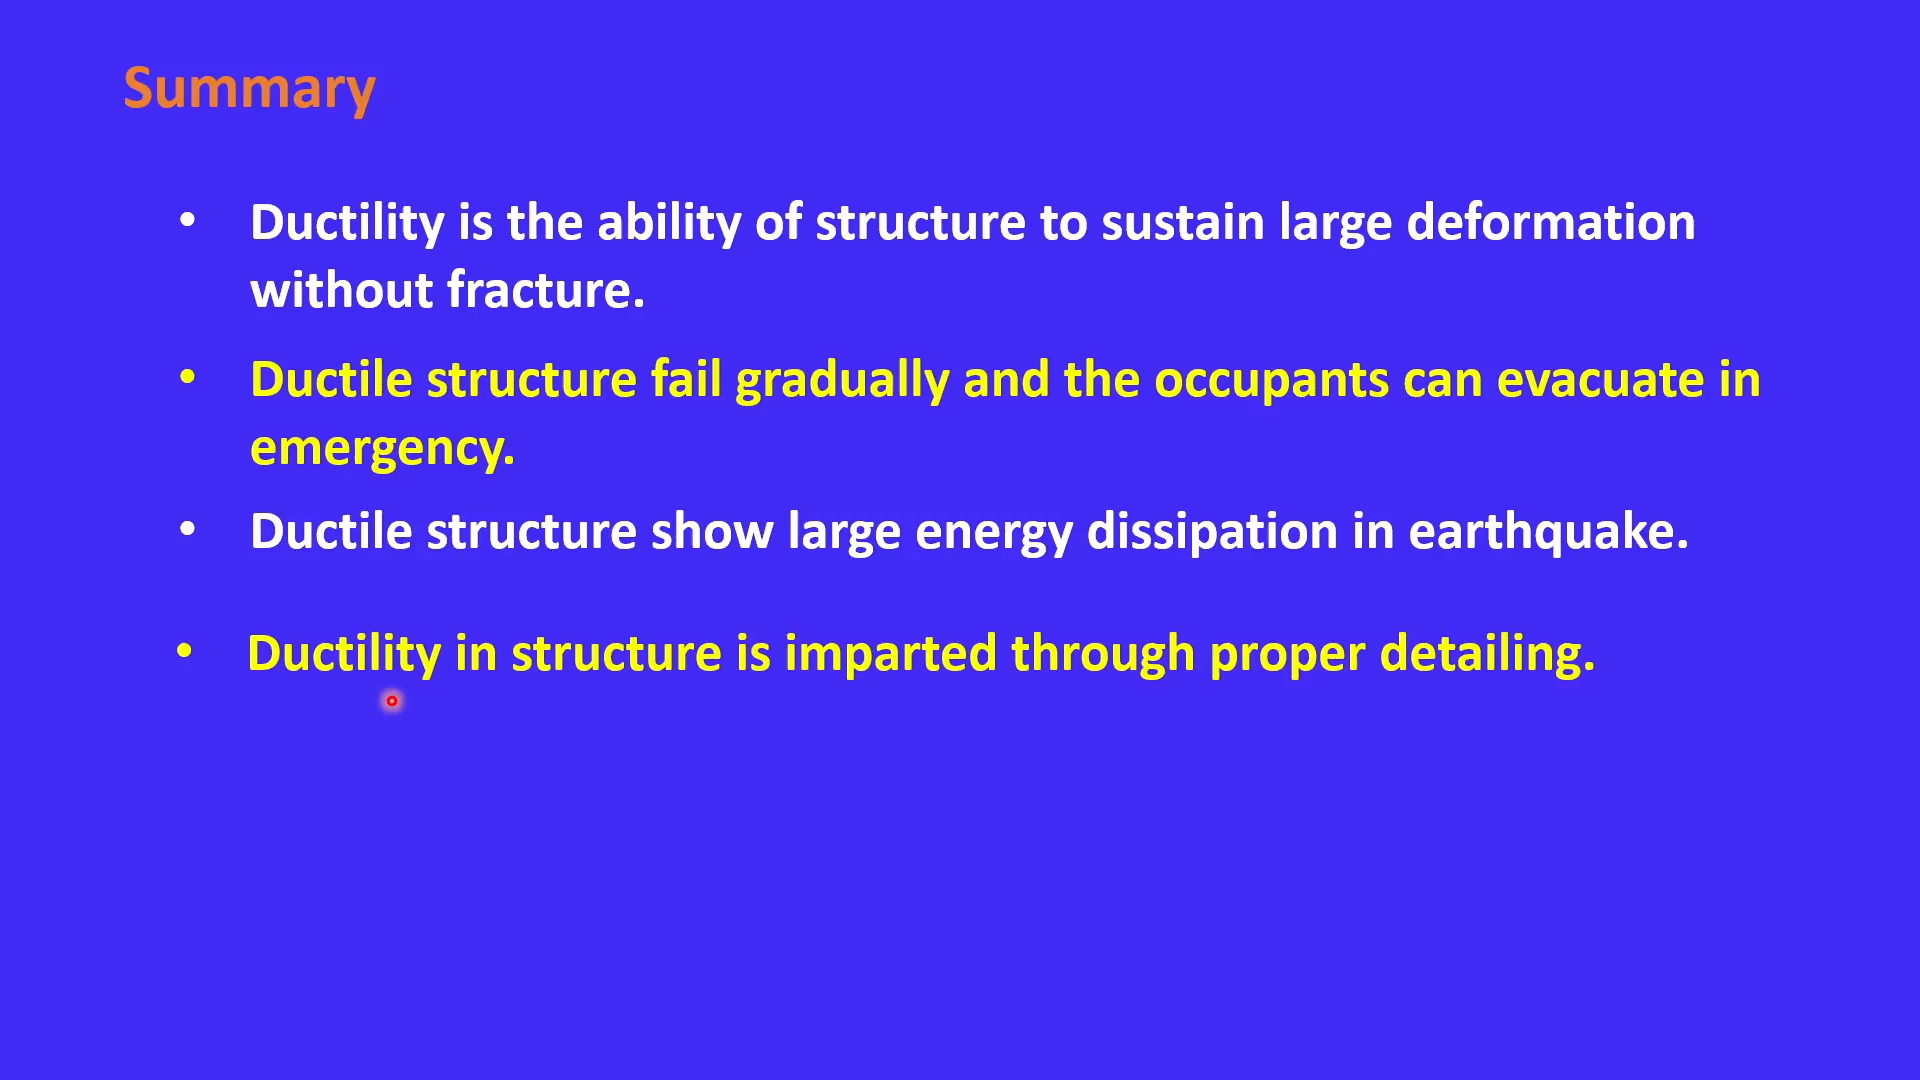 Summary
• Ductility is the ability of structure to sustain large deformation
without fracture.
• Ductile structure fail gradually and the occupants can evacuate in
emergency.
• Ductile structure show large energy dissipation in earthquake.
• Ductility in structure is imparted through proper detailing.